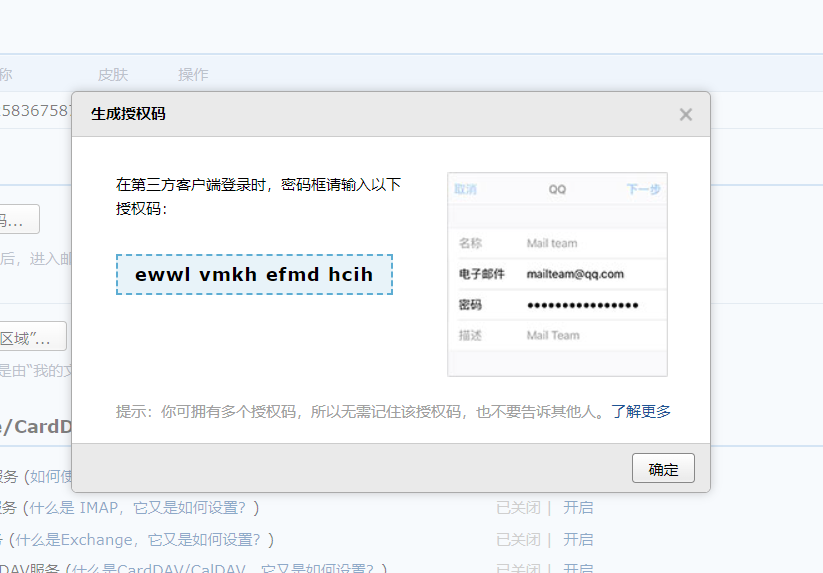 称 皮肤 操作
58367587
生成授权码
在第三方客户端登录时，密码框请输入以下
授权码：
ewwl vmkh efmd hcih
取消 QQ 下一步
名称 Mail team
电子邮件 mailteam@qq.com
密码 ••••••••••••••••
描述 Mail Team
提示：你可拥有多个授权码，所以无需记住该授权码，也不要告诉其他人。了解更多
确定
码...
后，进入邮
区域”...
是由“我的文
e/CardD
服务 (如何使
服务 (什么是 IMAP，它又是如何设置？) 已关闭 | 开启
务 (什么是Exchange，它又是如何设置？) 已关闭 | 开启
DAV服务 (什么是CardDAV/CalDAV，它又是如何设置？) 已关闭 | 开启